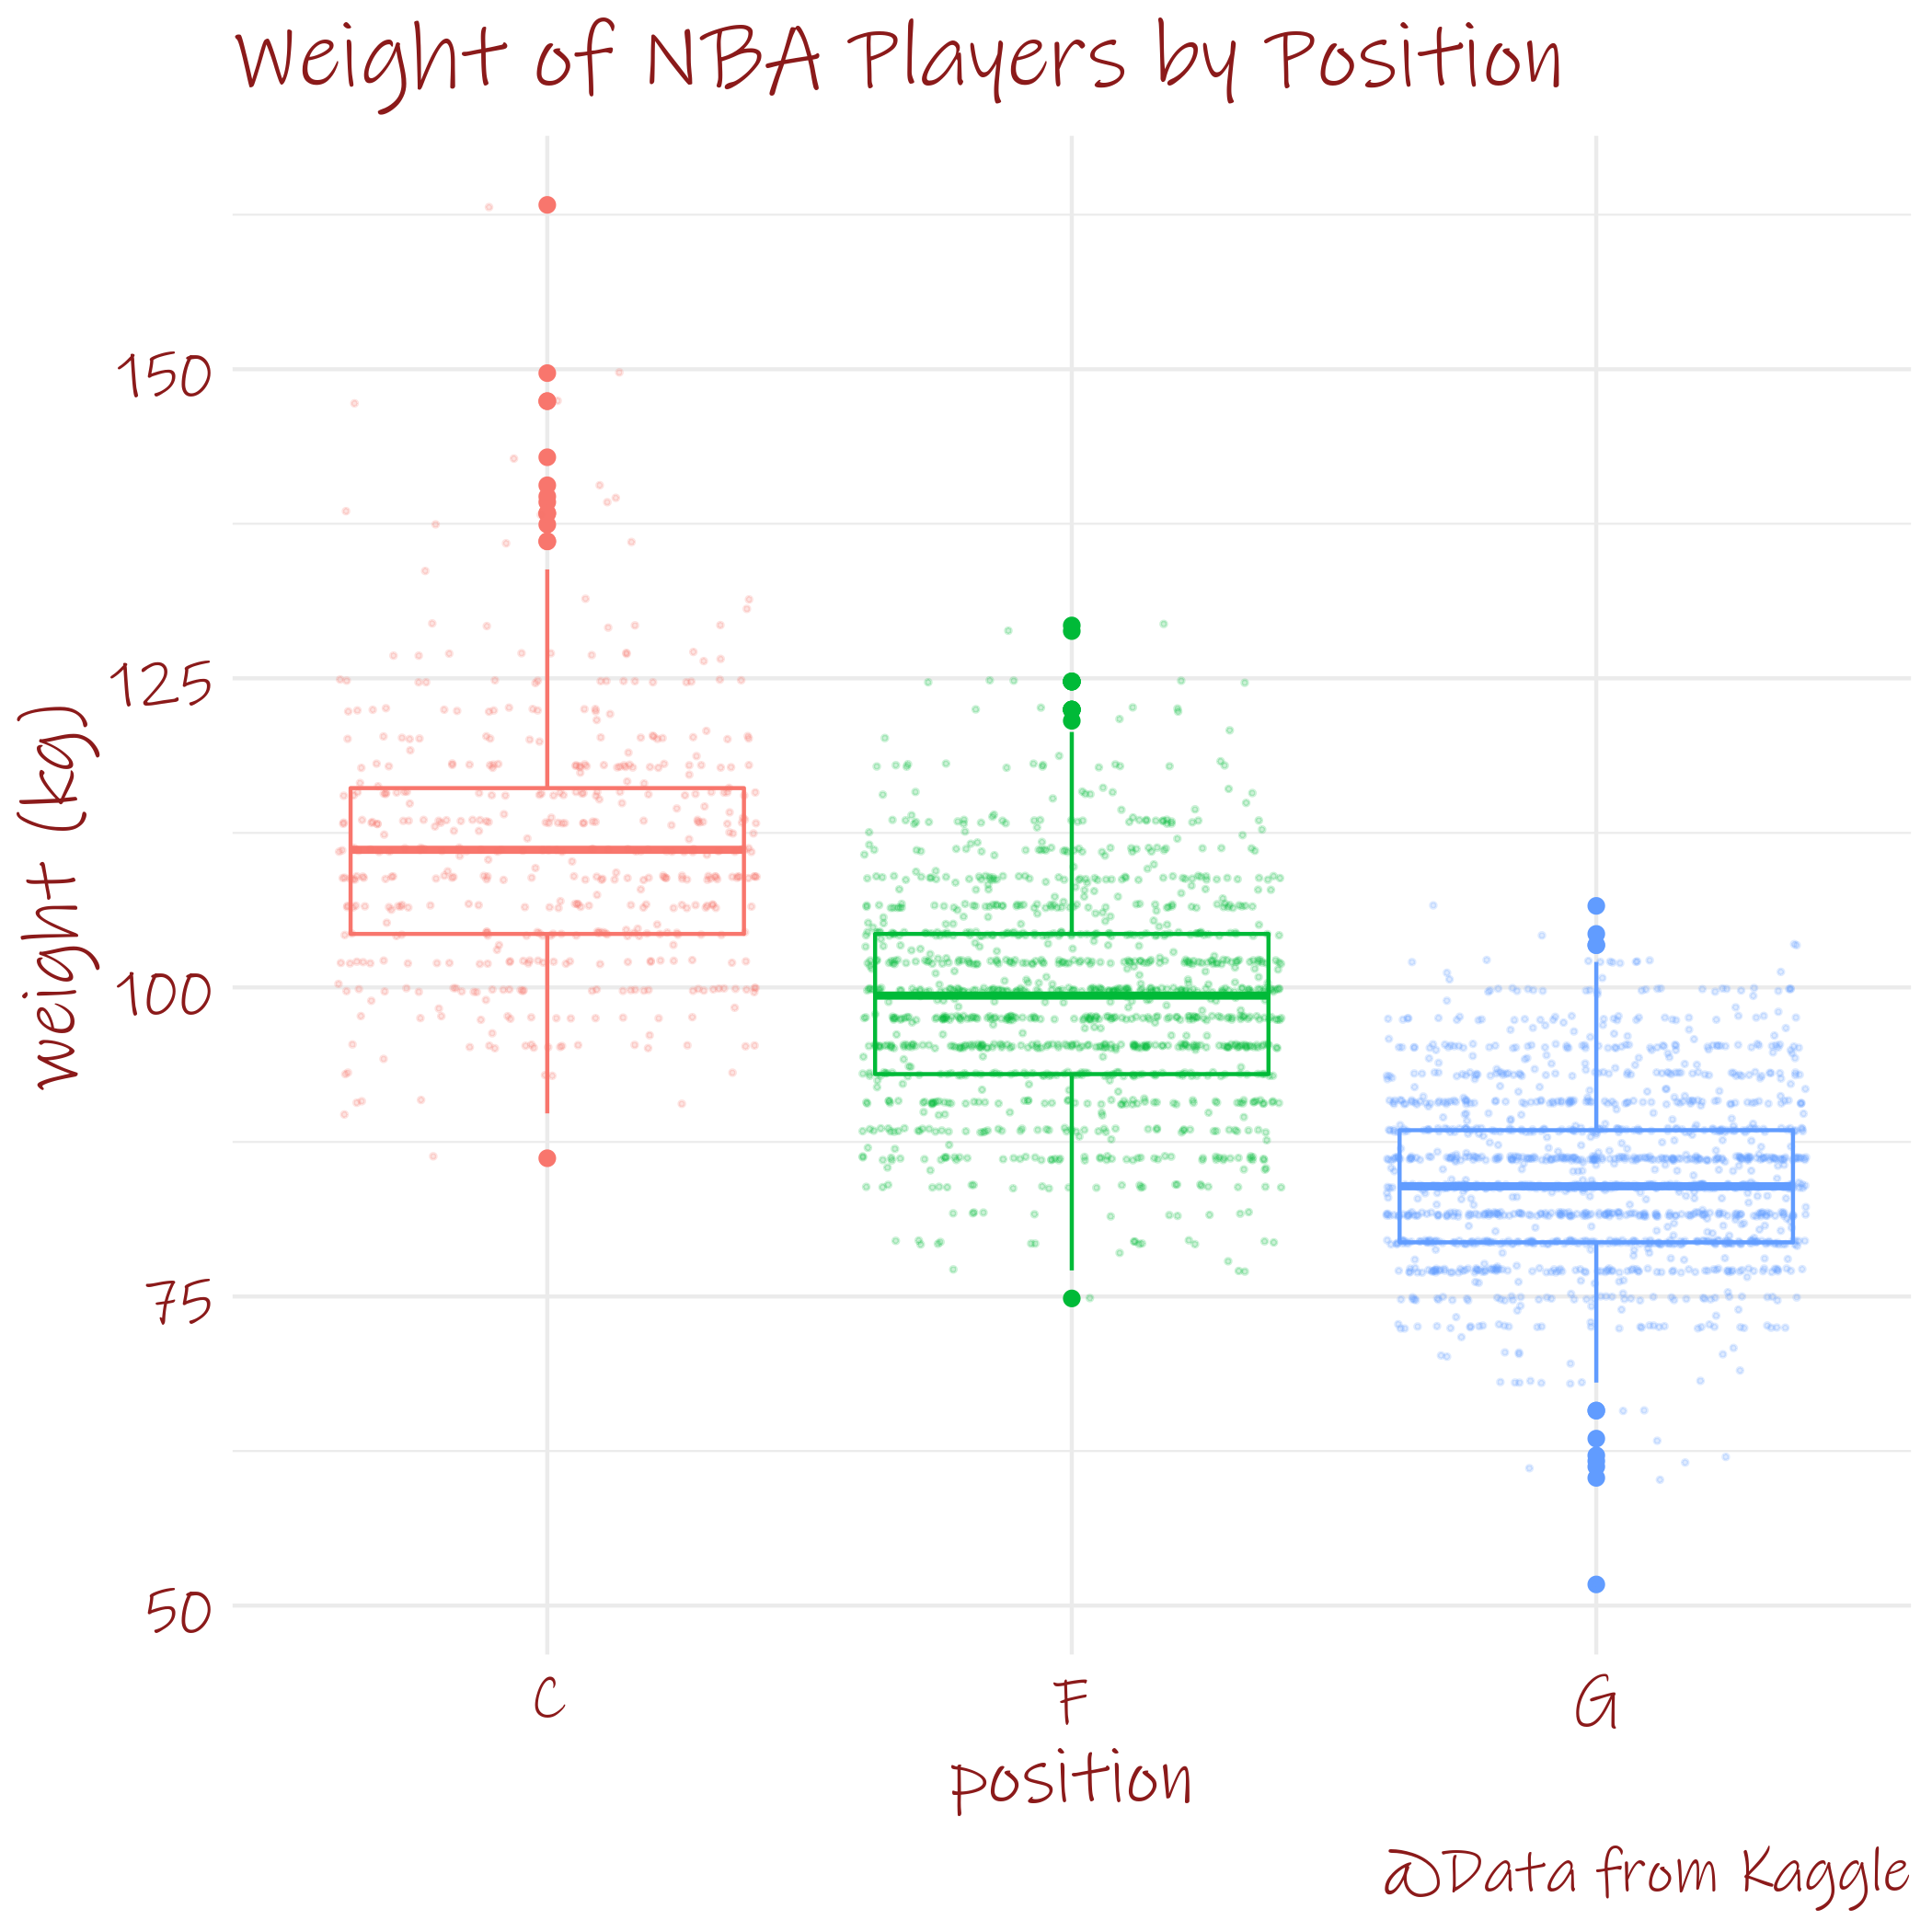 Weight of NBA Players by Position
150
125
100
75
50
weight (kg)
C F G
position
@Data from Kaggle